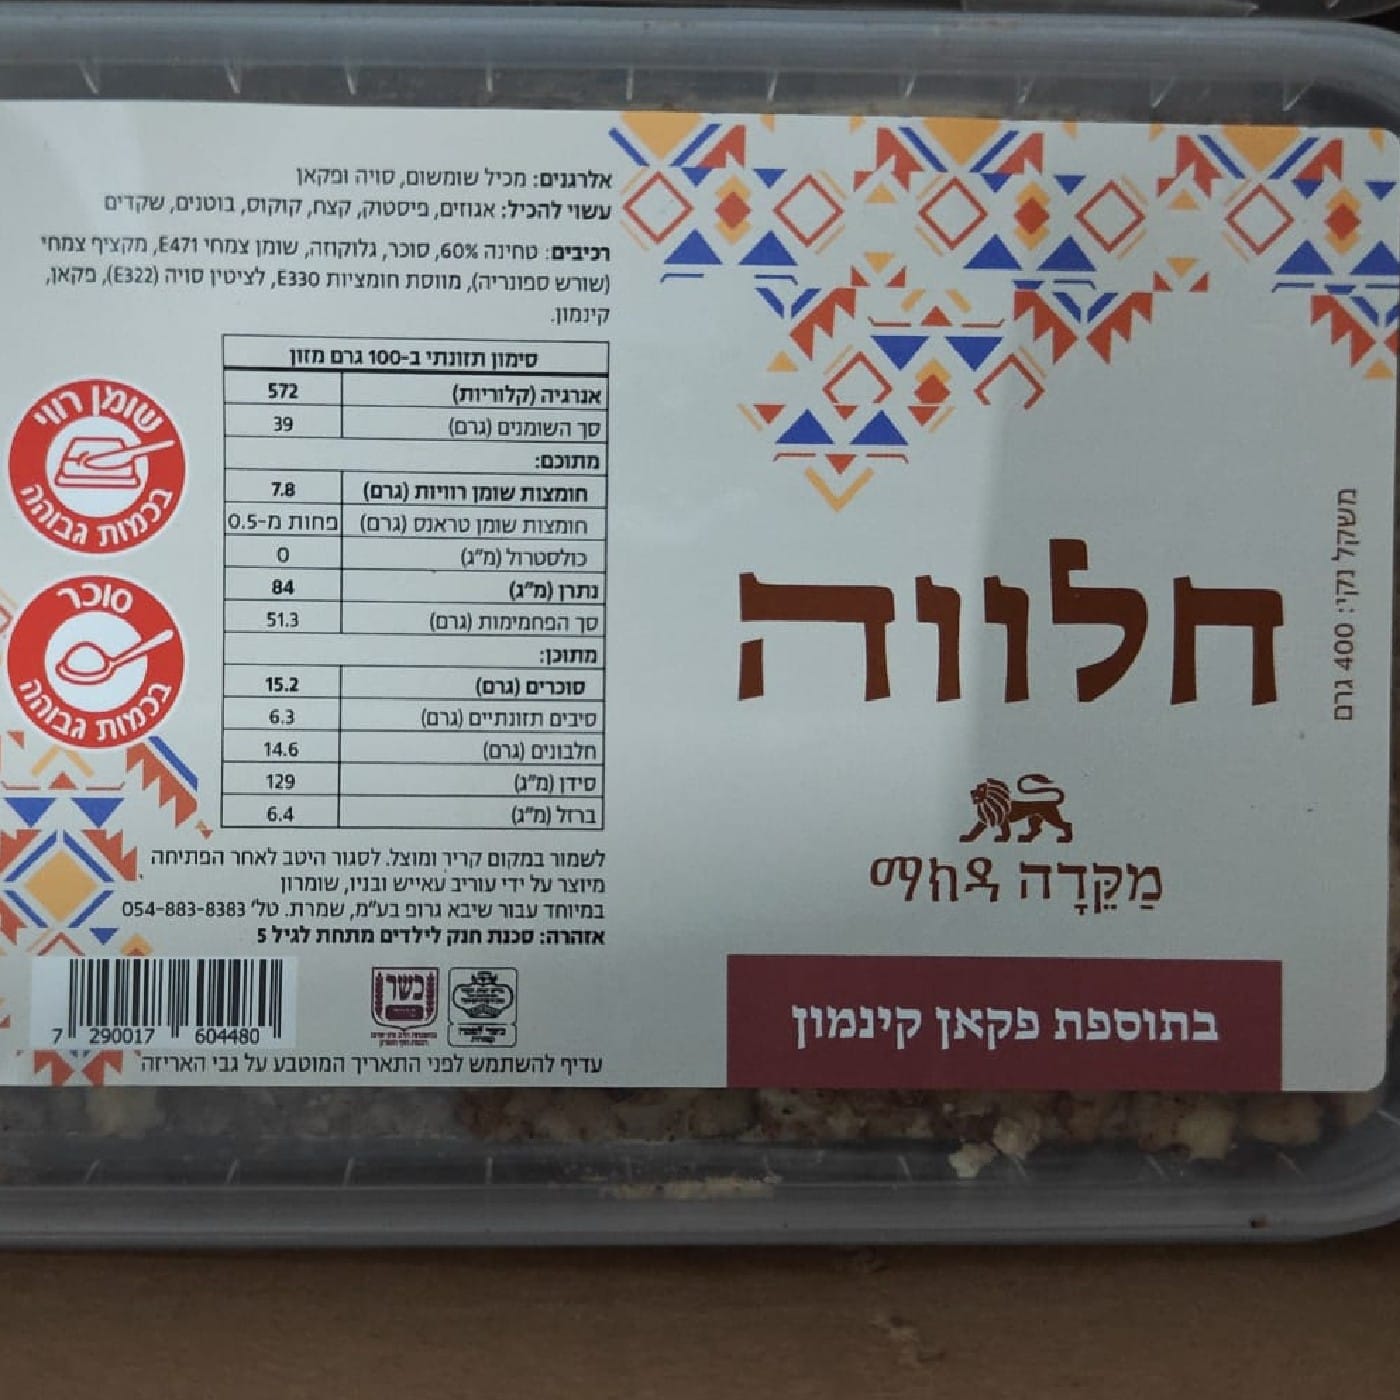 משקל נקי: 400 גרם
חלווה
מַקֵּדָה ማክዳ
בתוספת פקאן קינמון
אלרגנים: מכיל שומשום, סויה ופקאן
עשוי להכיל: אגוזים, פיסטוק, קצח, קוקוס, בוטנים, שקדים
רכיבים: טחינה 60%, סוכר, גלוקוזה, שומן צמחי E471, מקציף צמחי
(שורש ספונריה), מווסת חומציות E330, לציטין סויה (E322), פקאן,
קינמון.
סימון תזונתי ב-100 גרם מזון
אנרגיה (קלוריות) 572
סך השומנים (גרם) 39
מתוכם:
חומצות שומן רוויות (גרם) 7.8
חומצות שומן טראנס (גרם) פחות מ-0.5
כולסטרול (מ"ג) 0
נתרן (מ"ג) 84
סך הפחמימות (גרם) 51.3
מתוכן:
סוכרים (גרם) 15.2
סיבים תזונתיים (גרם) 6.3
חלבונים (גרם) 14.6
סידן (מ"ג) 129
ברזל (מ"ג) 6.4
שומן רווי
בכמות גבוהה
סוכר
בכמות גבוהה
לשמור במקום קריר ומוצל. לסגור היטב לאחר הפתיחה
מיוצר על ידי עוריב עאייש ובניו, שומרון
במיוחד עבור שיבא גרופ בע"מ, שמרת. טל' 054-883-8383
אזהרה: סכנת חנק לילדים מתחת לגיל 5
כשר
7 290017 604480
עדיף להשתמש לפני התאריך המוטבע על גבי האריזה